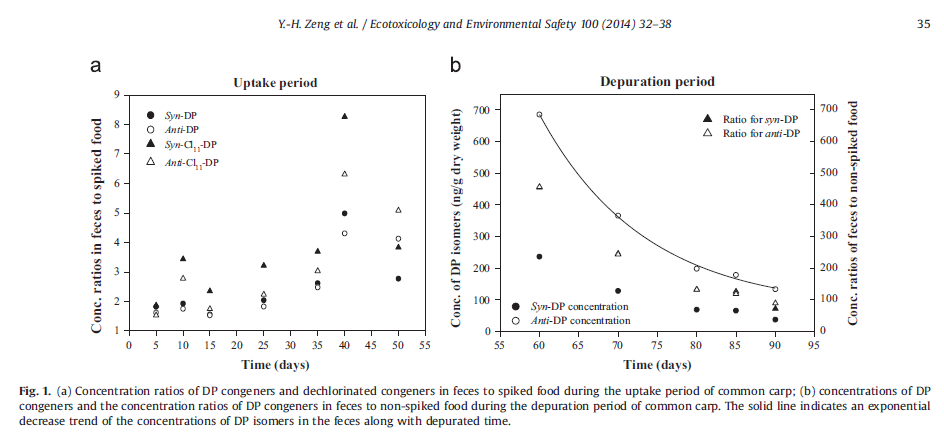 Y.-H. Zeng et al. / Ecotoxicology and Environmental Safety 100 (2014) 32–38
35
a
Uptake period
Conc. ratios in feces to spiked food
9
8
7
6
5
4
3
2
1
Syn-DP
Anti-DP
Syn-Cl11-DP
Anti-Cl11-DP
0 5 10 15 20 25 30 35 40 45 50 55
Time (days)
b
Depuration period
Conc. of DP isomers (ng/g dry weight)
700
600
500
400
300
200
100
0
Ratio for syn-DP
Ratio for anti-DP
Syn-DP concentration
Anti-DP concentration
700
600
500
400
300
200
100
0
Conc. ratios of feces to non-spiked food
55 60 65 70 75 80 85 90 95
Time (days)
Fig. 1. (a) Concentration ratios of DP congeners and dechlorinated congeners in feces to spiked food during the uptake period of common carp; (b) concentrations of DP
congeners and the concentration ratios of DP congeners in feces to non-spiked food during the depuration period of common carp. The solid line indicates an exponential
decrease trend of the concentrations of DP isomers in the feces along with depurated time.